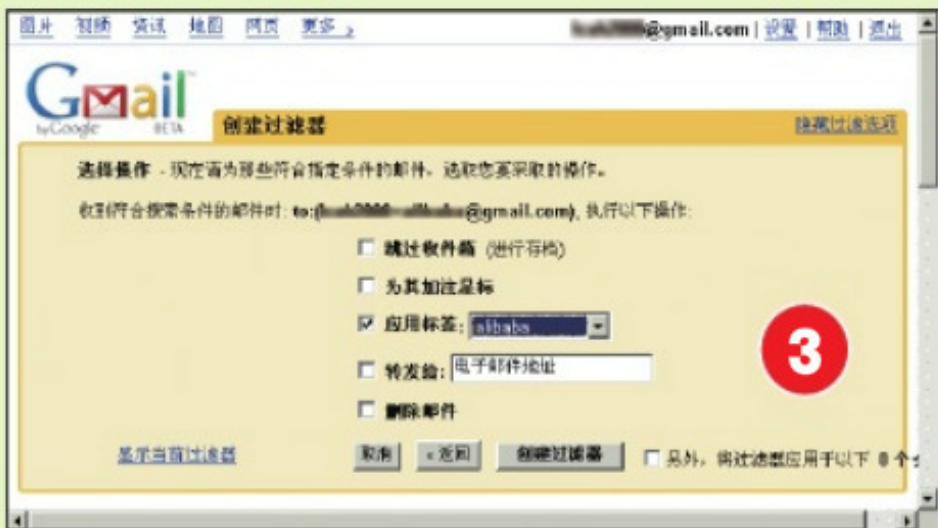 图片 视频 资讯 地图 网页 更多
@gmail.com | 设置 | 帮助 | 退出
Gmail
by Google BETA
创建过滤器
隐藏过滤选项
选择操作 - 现在请为那些符合指定条件的邮件，选取您要采取的操作。
收到符合搜索条件的邮件时: to:( @gmail.com), 执行以下操作:
跳过收件箱 (进行存档)
为其加注星标
应用标签: alibaba
转发给: 电子邮件地址
删除邮件
3
显示当前过滤器
取消 « 返回 创建过滤器 另外，将过滤器应用于以下 0 个